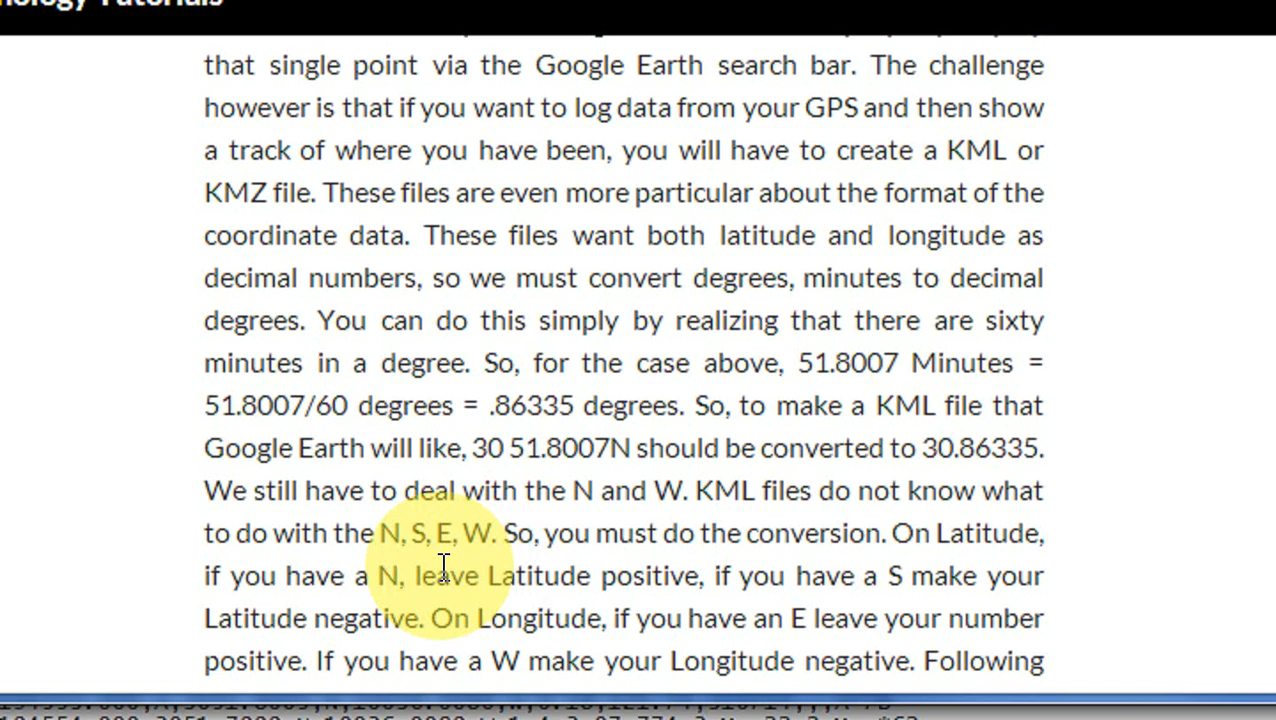 Tutorials
that single point via the Google Earth search bar. The challenge
however is that if you want to log data from your GPS and then show
a track of where you have been, you will have to create a KML or
KMZ file. These files are even more particular about the format of the
coordinate data. These files want both latitude and longitude as
decimal numbers, so we must convert degrees, minutes to decimal
degrees. You can do this simply by realizing that there are sixty
minutes in a degree. So, for the case above, 51.8007 Minutes =
51.8007/60 degrees = .86335 degrees. So, to make a KML file that
Google Earth will like, 30 51.8007N should be converted to 30.86335.
We still have to deal with the N and W. KML files do not know what
to do with the N, S, E, W. So, you must do the conversion. On Latitude,
if you have a N, leave Latitude positive, if you have a S make your
Latitude negative. On Longitude, if you have an E leave your number
positive. If you have a W make your Longitude negative. Following